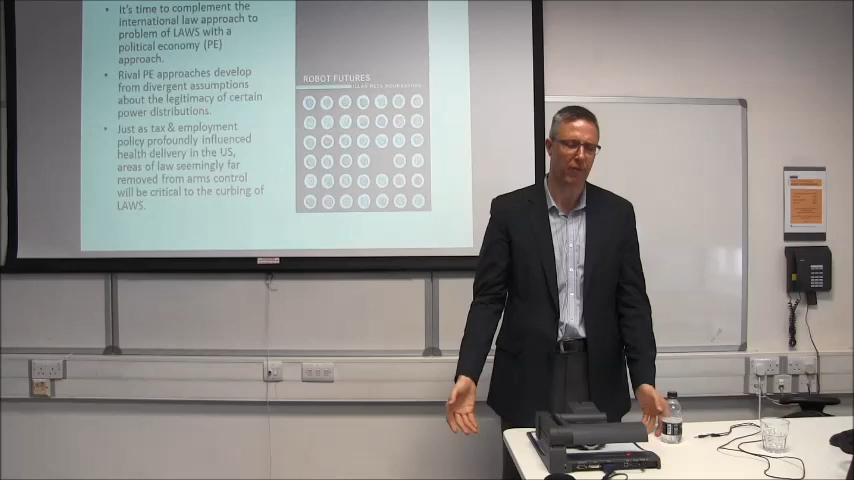 • It's time to complement the
international law approach to
problem of LAWS with a
political economy (PE)
approach.
• Rival PE approaches develop
from divergent assumptions
about the legitimacy of certain
power distributions.
• Just as tax & employment
policy profoundly influenced
health delivery in the US,
areas of law seemingly far
removed from arms control
will be critical to the curbing of
LAWS.
ROBOT FUTURES
ILLAH REZA NOURBAKHSH